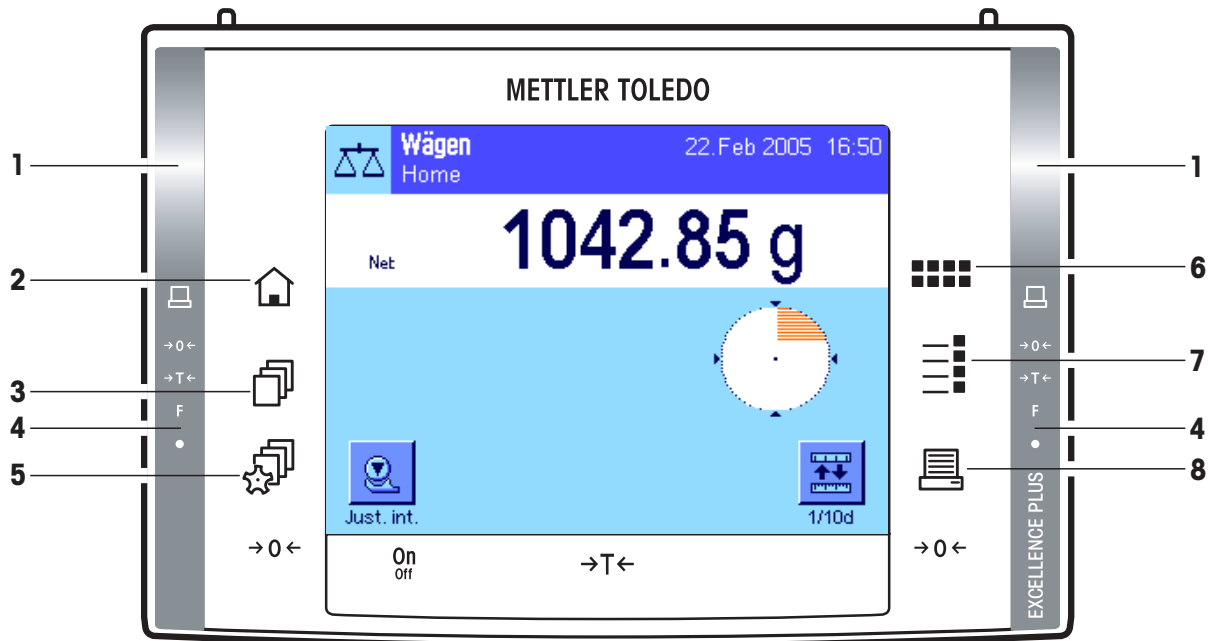 METTLER TOLEDO
Wägen 22.Feb 2005 16:50
Home
Net 1042.85 g
Just. int. 1/10d
On
Off
→T←
→0← →0←
1 1
2 6
3 7
4 4
5 8
→0← →0←
→T← →T←
F F
EXCELLENCE PLUS